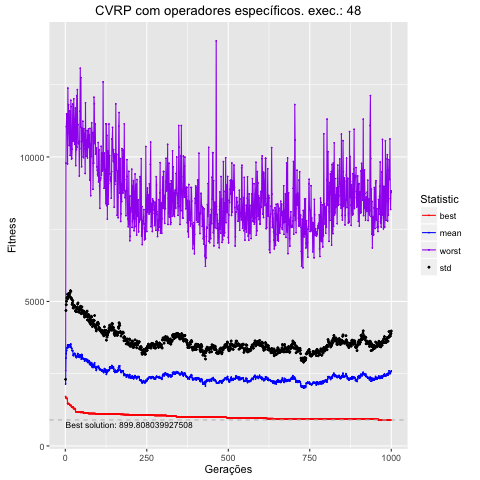 CVRP com operadores específicos. exec.: 48
Fitness
10000
5000
0
Best solution: 899.808039927508
0
250
500
750
1000
Gerações
Statistic
best
mean
worst
std